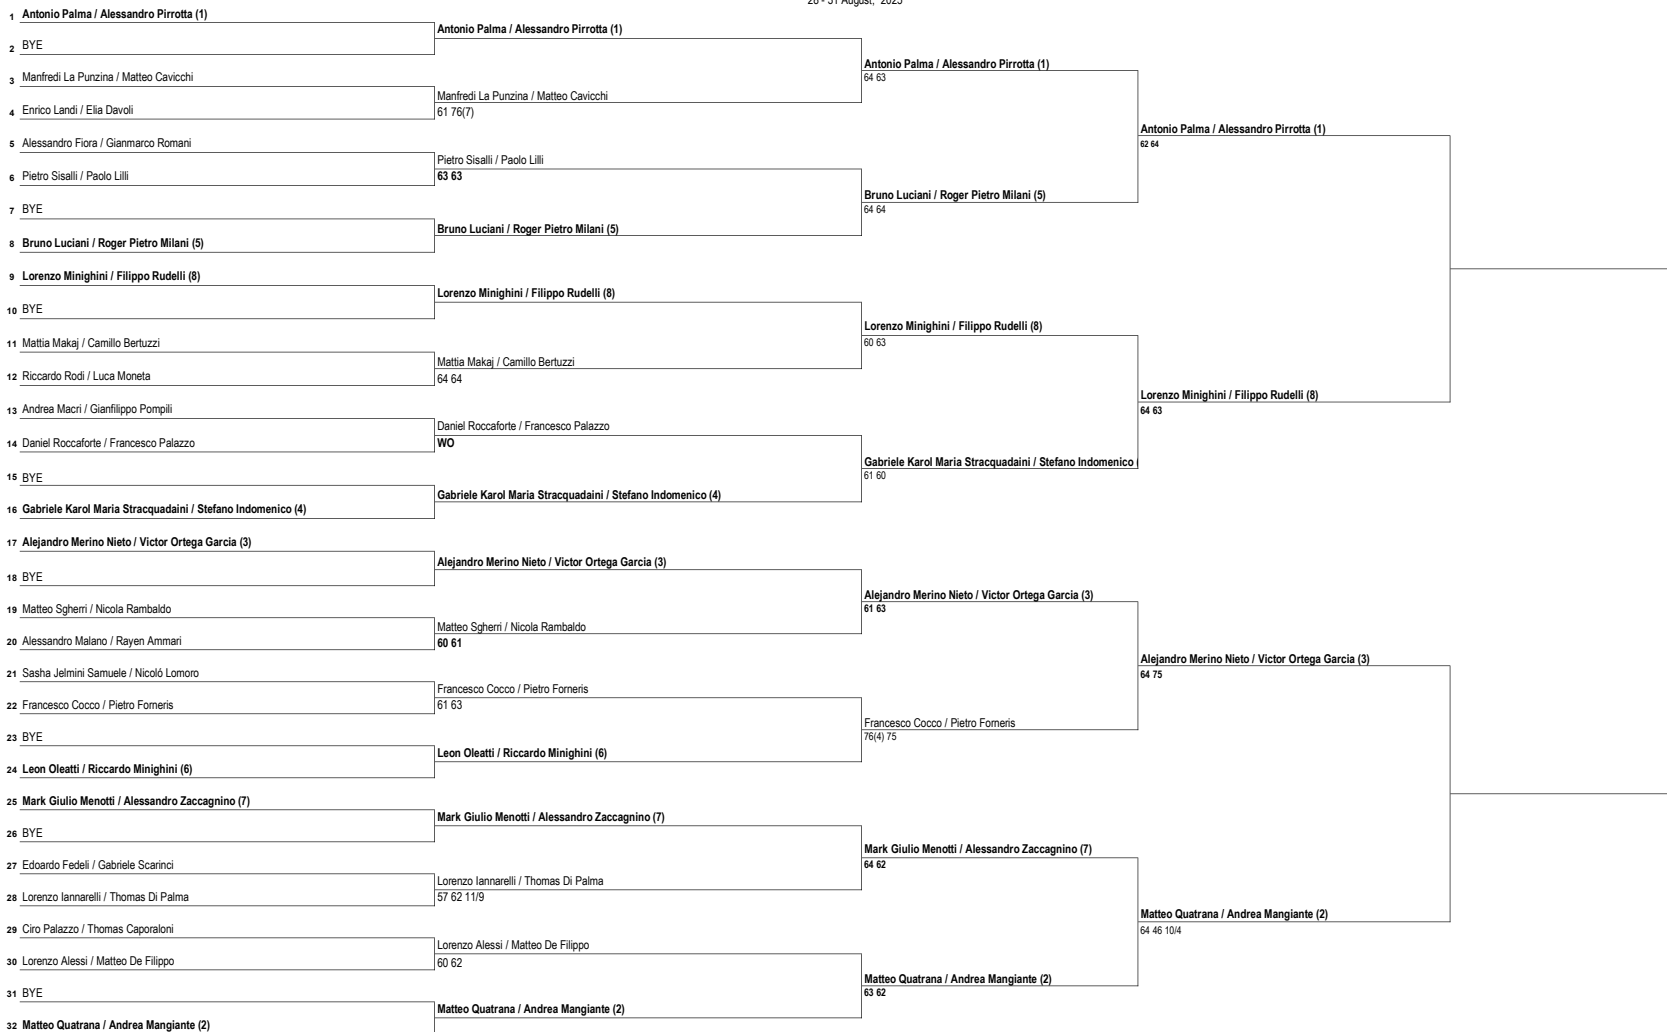 26 - 31 August, 2025
1 Antonio Palma / Alessandro Pirrotta (1)
2 BYE
3 Manfredi La Punzina / Matteo Cavicchi
4 Enrico Landi / Elia Davoli
5 Alessandro Fiora / Gianmarco Romani
6 Pietro Sisalli / Paolo Lilli
7 BYE
8 Bruno Luciani / Roger Pietro Milani (5)
9 Lorenzo Minighini / Filippo Rudelli (8)
10 BYE
11 Mattia Makaj / Camillo Bertuzzi
12 Riccardo Rodi / Luca Moneta
13 Andrea Macri / Gianfilippo Pompili
14 Daniel Roccaforte / Francesco Palazzo
15 BYE
16 Gabriele Karol Maria Stracquadaini / Stefano Indomenico (4)
17 Alejandro Merino Nieto / Victor Ortega Garcia (3)
18 BYE
19 Matteo Sgherri / Nicola Rambaldo
20 Alessandro Malano / Rayen Ammari
21 Sasha Jelmini Samuele / Nicoló Lomoro
22 Francesco Cocco / Pietro Forneris
23 BYE
24 Leon Oleatti / Riccardo Minighini (6)
25 Mark Giulio Menotti / Alessandro Zaccagnino (7)
26 BYE
27 Edoardo Fedeli / Gabriele Scarinci
28 Lorenzo Iannarelli / Thomas Di Palma
29 Ciro Palazzo / Thomas Caporaloni
30 Lorenzo Alessi / Matteo De Filippo
31 BYE
32 Matteo Quatrana / Andrea Mangiante (2)
Antonio Palma / Alessandro Pirrotta (1)
Manfredi La Punzina / Matteo Cavicchi
61 76(7)
Pietro Sisalli / Paolo Lilli
63 63
Bruno Luciani / Roger Pietro Milani (5)
Lorenzo Minighini / Filippo Rudelli (8)
Mattia Makaj / Camillo Bertuzzi
64 64
Daniel Roccaforte / Francesco Palazzo
WO
Gabriele Karol Maria Stracquadaini / Stefano Indomenico (4)
Alejandro Merino Nieto / Victor Ortega Garcia (3)
Matteo Sgherri / Nicola Rambaldo
60 61
Francesco Cocco / Pietro Forneris
61 63
Leon Oleatti / Riccardo Minighini (6)
Mark Giulio Menotti / Alessandro Zaccagnino (7)
Lorenzo Iannarelli / Thomas Di Palma
57 62 11/9
Lorenzo Alessi / Matteo De Filippo
60 62
Matteo Quatrana / Andrea Mangiante (2)
Antonio Palma / Alessandro Pirrotta (1)
64 63
Bruno Luciani / Roger Pietro Milani (5)
64 64
Lorenzo Minighini / Filippo Rudelli (8)
60 63
Gabriele Karol Maria Stracquadaini / Stefano Indomenico (
61 60
Alejandro Merino Nieto / Victor Ortega Garcia (3)
61 63
Francesco Cocco / Pietro Forneris
76(4) 75
Mark Giulio Menotti / Alessandro Zaccagnino (7)
64 62
Matteo Quatrana / Andrea Mangiante (2)
63 62
Antonio Palma / Alessandro Pirrotta (1)
62 64
Lorenzo Minighini / Filippo Rudelli (8)
64 63
Alejandro Merino Nieto / Victor Ortega Garcia (3)
64 75
Matteo Quatrana / Andrea Mangiante (2)
64 46 10/4